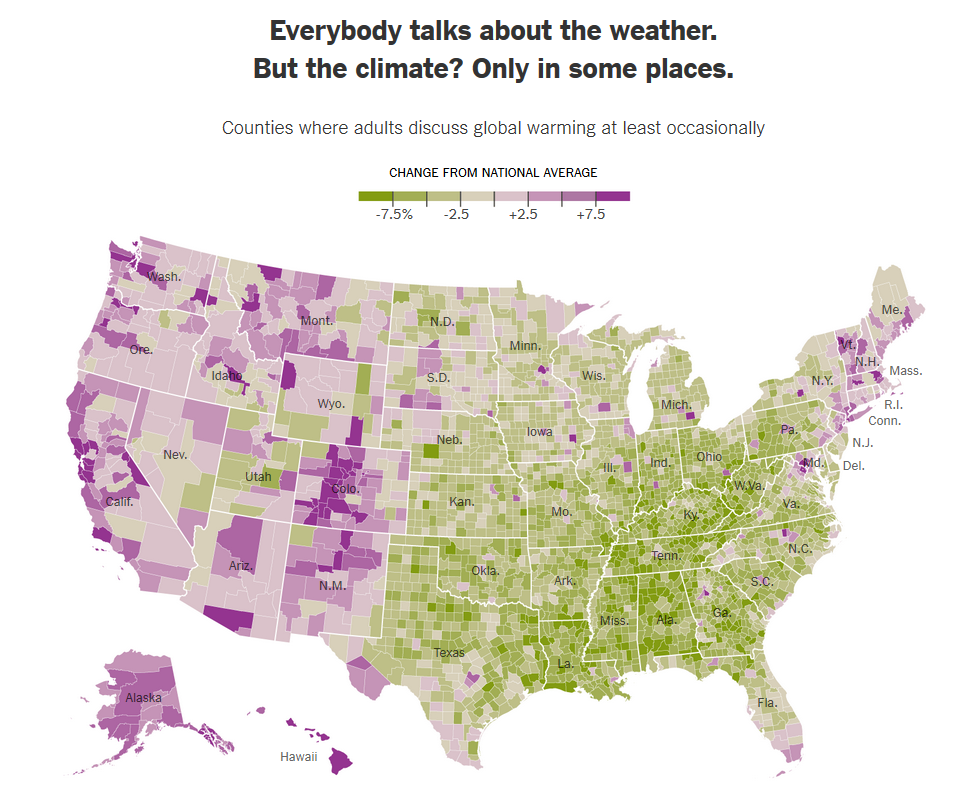 Everybody talks about the weather.
But the climate? Only in some places.
Counties where adults discuss global warming at least occasionally
CHANGE FROM NATIONAL AVERAGE
-7.5% -2.5 +2.5 +7.5
Wash.
Mont.
N.D.
Minn.
Me.
Ore.
Idaho
S.D.
Wis.
Vt.
N.H.
Wyo.
Mich.
N.Y.
Mass.
R.I.
Conn.
Nev.
Neb.
Iowa
Pa.
N.J.
Utah
Colo.
Ill.
Ind.
Ohio
Md.
Del.
Calif.
Kan.
Mo.
W.Va.
Va.
Ky.
Ariz.
N.M.
Okla.
Ark.
Tenn.
N.C.
S.C.
Miss.
Ala.
Ga.
Texas
La.
Fla.
Alaska
Hawaii